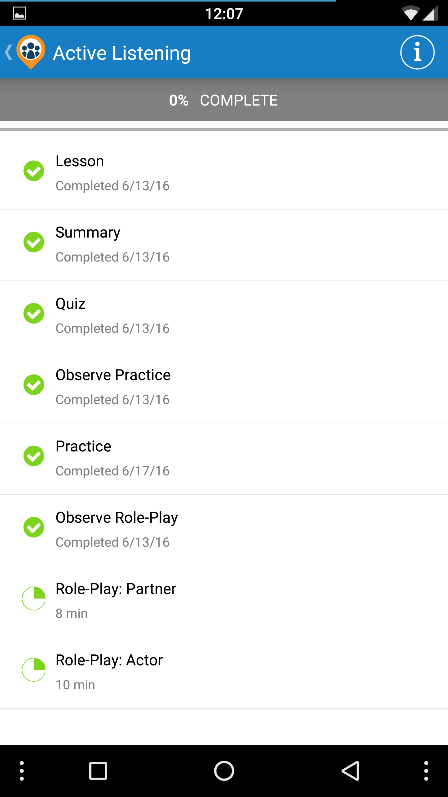 12:07
Active Listening
0% COMPLETE
Lesson
Completed 6/13/16
Summary
Completed 6/13/16
Quiz
Completed 6/13/16
Observe Practice
Completed 6/13/16
Practice
Completed 6/17/16
Observe Role-Play
Completed 6/13/16
Role-Play: Partner
8 min
Role-Play: Actor
10 min